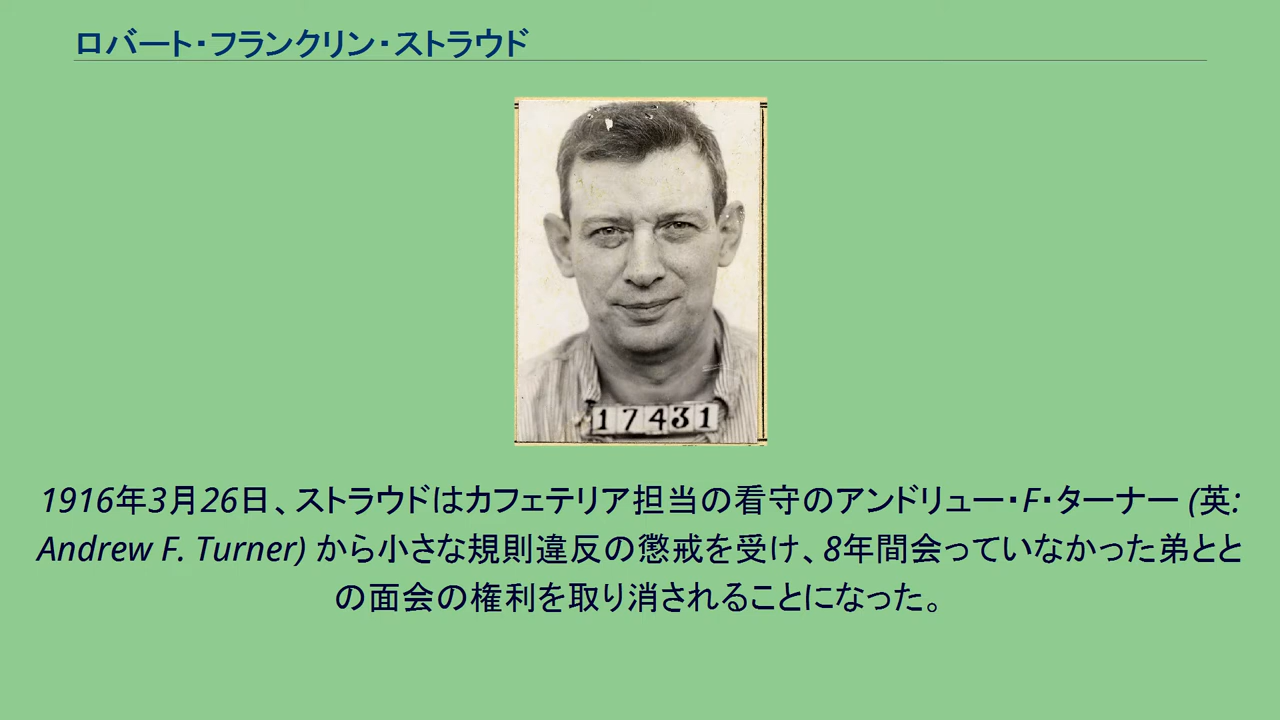 ロバート・フランクリン・ストラウド
17431
1916年3月26日、ストラウドはカフェテリア担当の看守のアンドリュー・F・ターナー (英:
Andrew F. Turner) から小さな規則違反の懲戒を受け、8年間会っていなかった弟とと
の面会の権利を取り消されることになった。